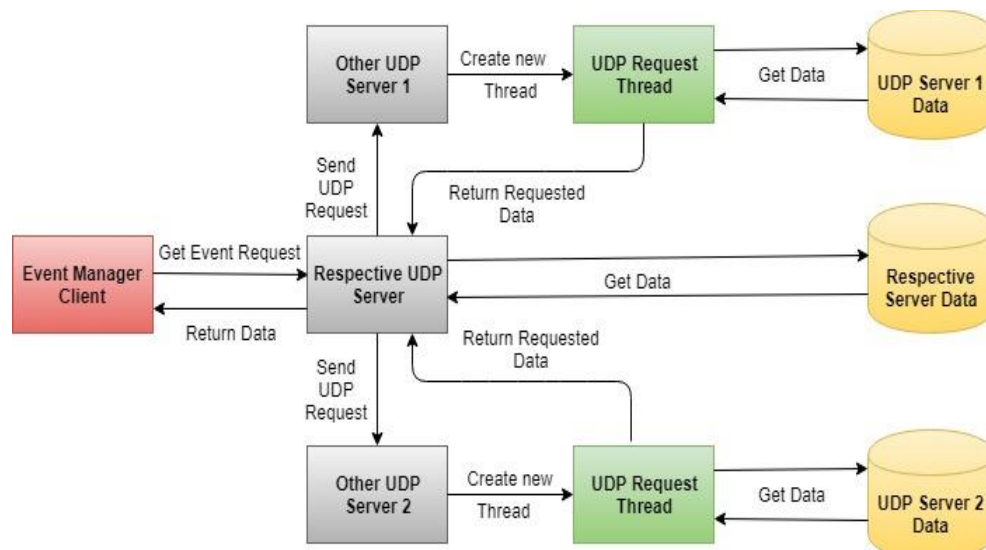 Other UDP
Server 1
Create new
Thread
UDP Request
Thread
Get Data
UDP Server 1
Data
Send
UDP
Request
Return Requested
Data
Event Manager
Client
Get Event Request
Return Data
Respective UDP
Server
Get Data
Respective
Server Data
Send
UDP
Request
Return Requested
Data
Other UDP
Server 2
Create new
Thread
UDP Request
Thread
Get Data
UDP Server 2
Data